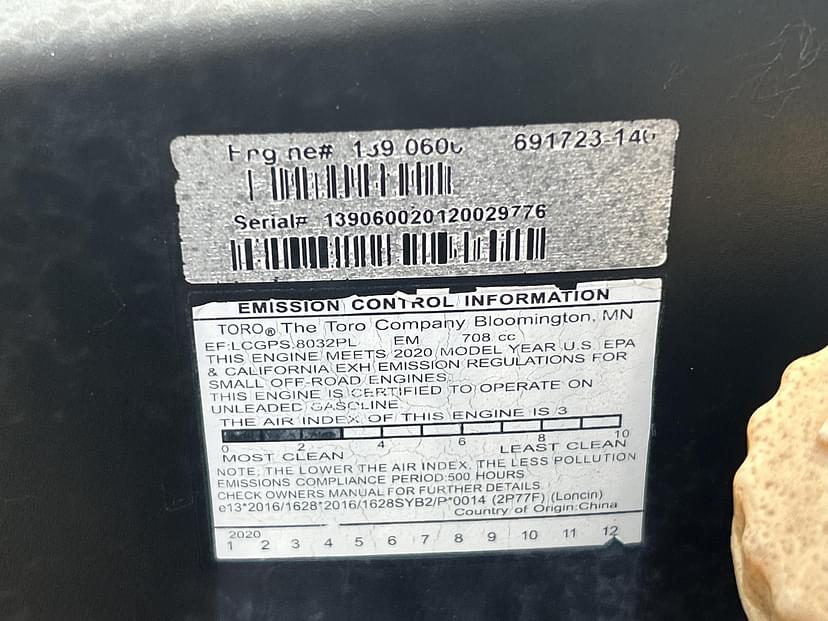 Engine# 139 0600 691723-140
Serial# 139060020120029776
EMISSION CONTROL INFORMATION
TORO® The Toro Company Bloomington, MN
EF:LCGPS.8032PL EM 708 cc
THIS ENGINE MEETS 2020 MODEL YEAR U.S. EPA
& CALIFORNIA EXH EMISSION REGULATIONS FOR
SMALL OFF-ROAD ENGINES.
THIS ENGINE IS CERTIFIED TO OPERATE ON
UNLEADED GASOLINE
THE AIR INDEX OF THIS ENGINE IS 3
0 2 4 6 8 10
MOST CLEAN LEAST CLEAN
NOTE: THE LOWER THE AIR INDEX, THE LESS POLLUTION
EMISSIONS COMPLIANCE PERIOD:500 HOURS
CHECK OWNERS MANUAL FOR FURTHER DETAILS.
e13*2016/1628*2016/1628SYB2/P*0014 (2P77F) (Loncin)
Country of Origin:China
2020
1 2 3 4 5 6 7 8 9 10 11 12